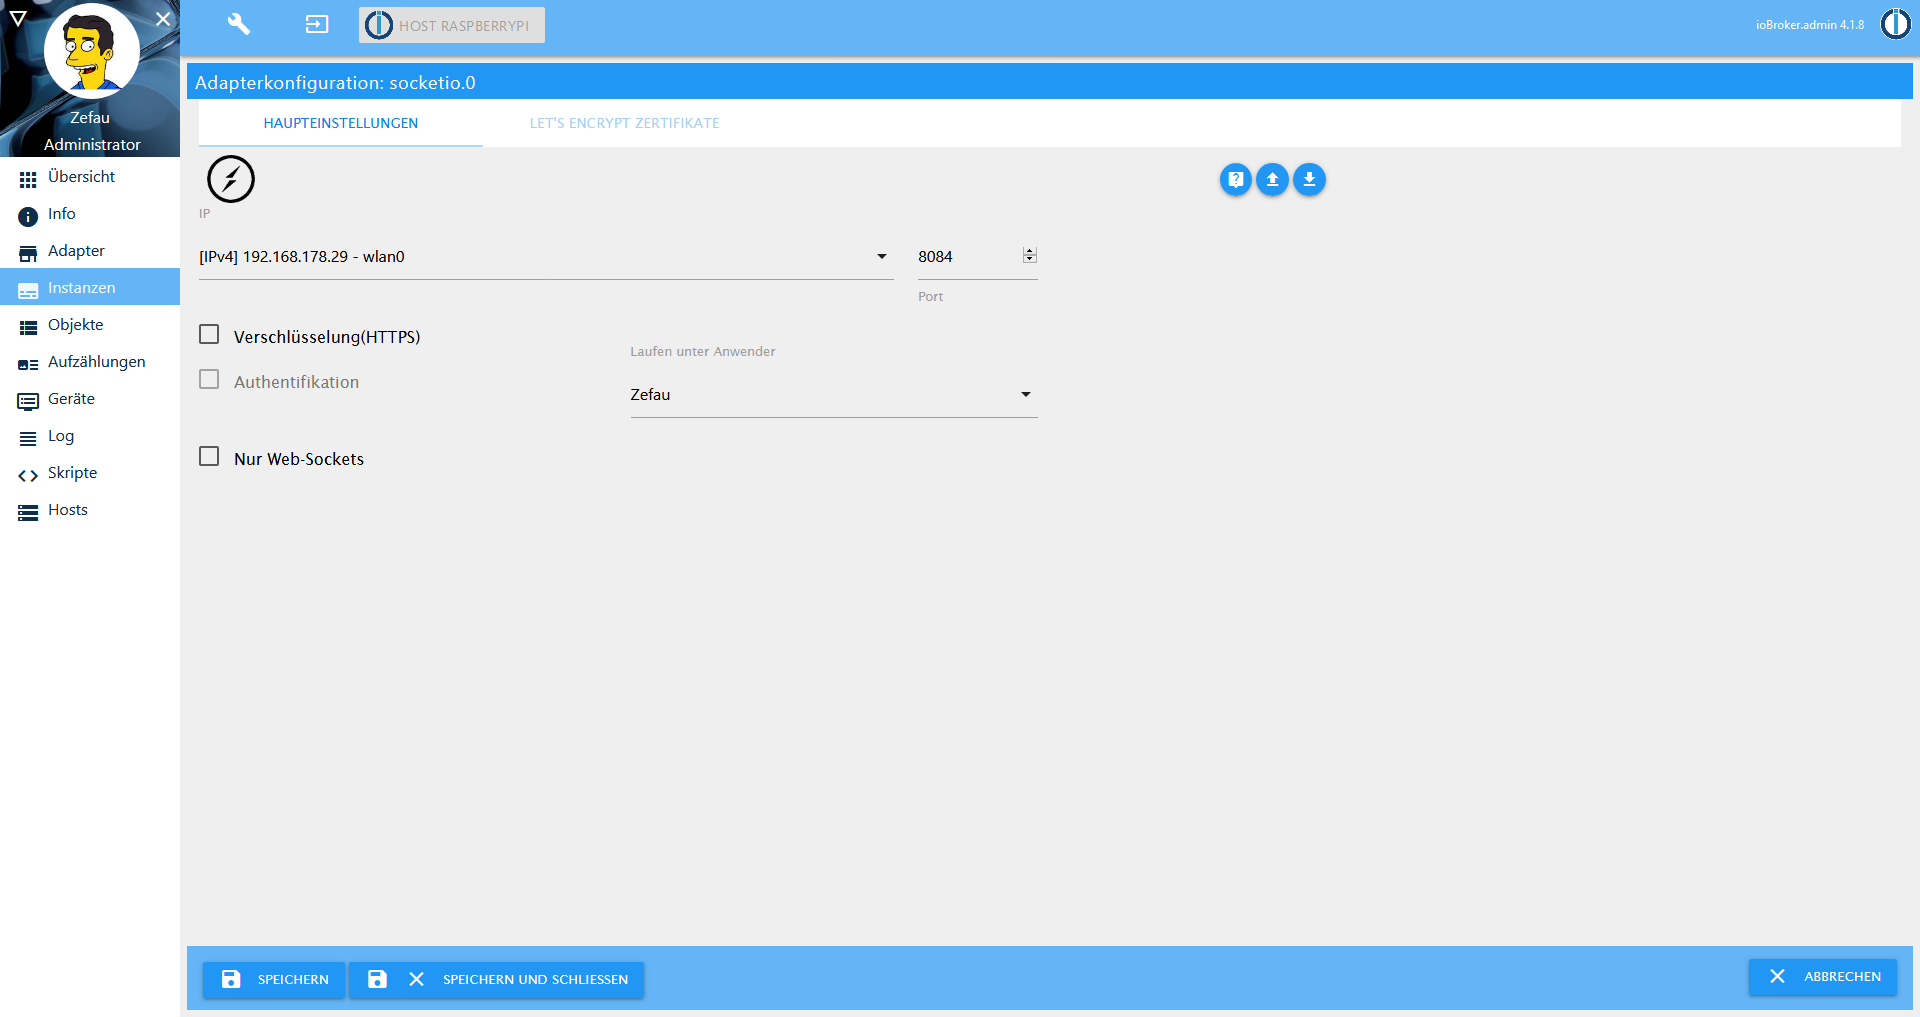 HOST RASPBERRYPI
ioBroker.admin 4.1.8
Zefau
Administrator
Übersicht
Info
Adapter
Instanzen
Objekte
Aufzählungen
Geräte
Log
Skripte
Hosts
Adapterkonfiguration: socketio.0
HAUPTEINSTELLUNGEN LET'S ENCRYPT ZERTIFIKATE
IP
[IPv4] 192.168.178.29 - wlan0 8084
Port
Verschlüsselung(HTTPS)
Laufen unter Anwender
Authentifikation
Zefau
Nur Web-Sockets
SPEICHERN SPEICHERN UND SCHLIESSEN ABBRECHEN